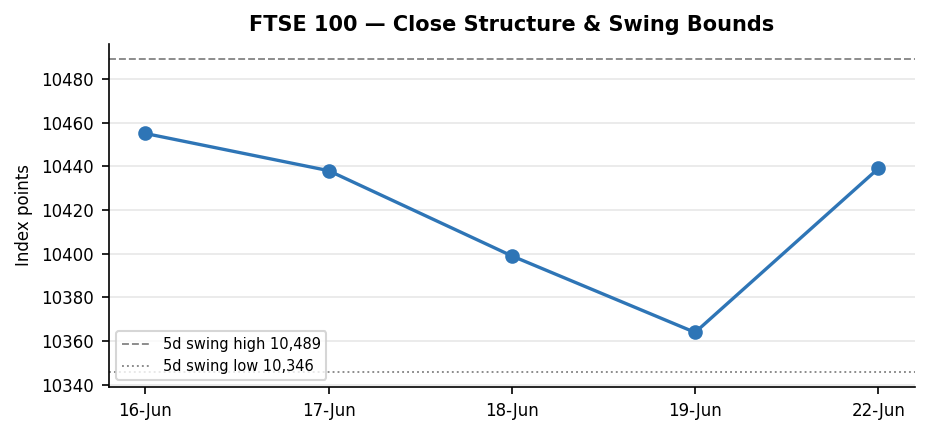 FTSE 100 — Close Structure & Swing Bounds
Index points
10480
10460
10440
10420
10400
10380
10360
10340
5d swing high 10,489
5d swing low 10,346
16-Jun
17-Jun
18-Jun
19-Jun
22-Jun